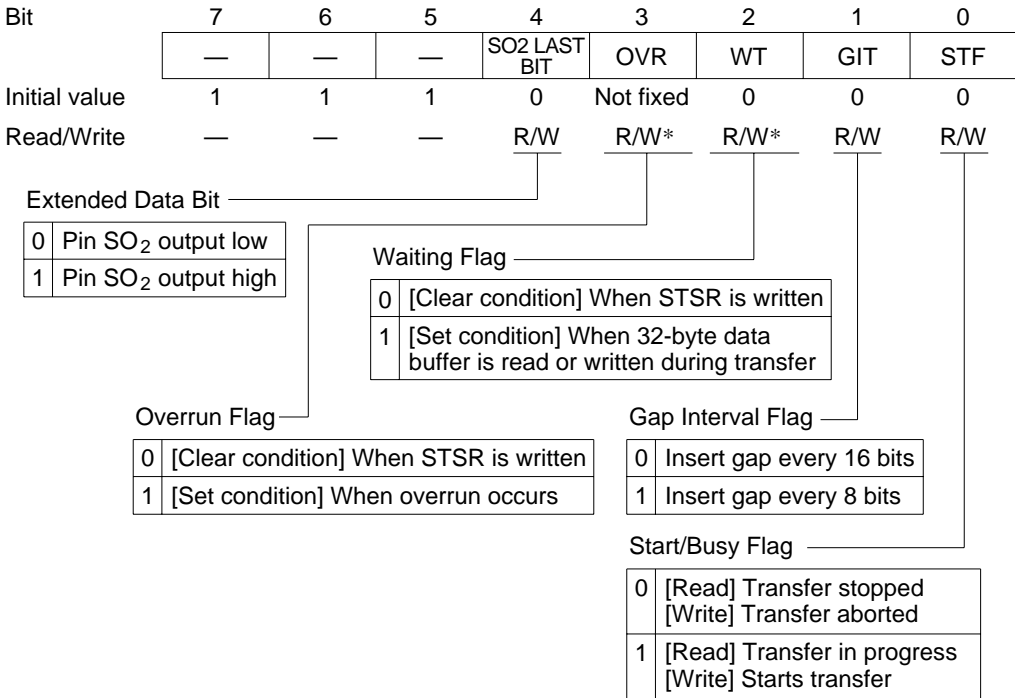 Bit 7 6 5 4 3 2 1 0
— — — SO2 LAST BIT OVR WT GIT STF
Initial value 1 1 1 0 Not fixed 0 0 0
Read/Write — — — R/W R/W* R/W* R/W R/W
Extended Data Bit
0 Pin SO2 output low
1 Pin SO2 output high
Waiting Flag
0 [Clear condition] When STSR is written
1 [Set condition] When 32-byte data
buffer is read or written during transfer
Overrun Flag
0 [Clear condition] When STSR is written
1 [Set condition] When overrun occurs
Gap Interval Flag
0 Insert gap every 16 bits
1 Insert gap every 8 bits
Start/Busy Flag
0 [Read] Transfer stopped
[Write] Transfer aborted
1 [Read] Transfer in progress
[Write] Starts transfer